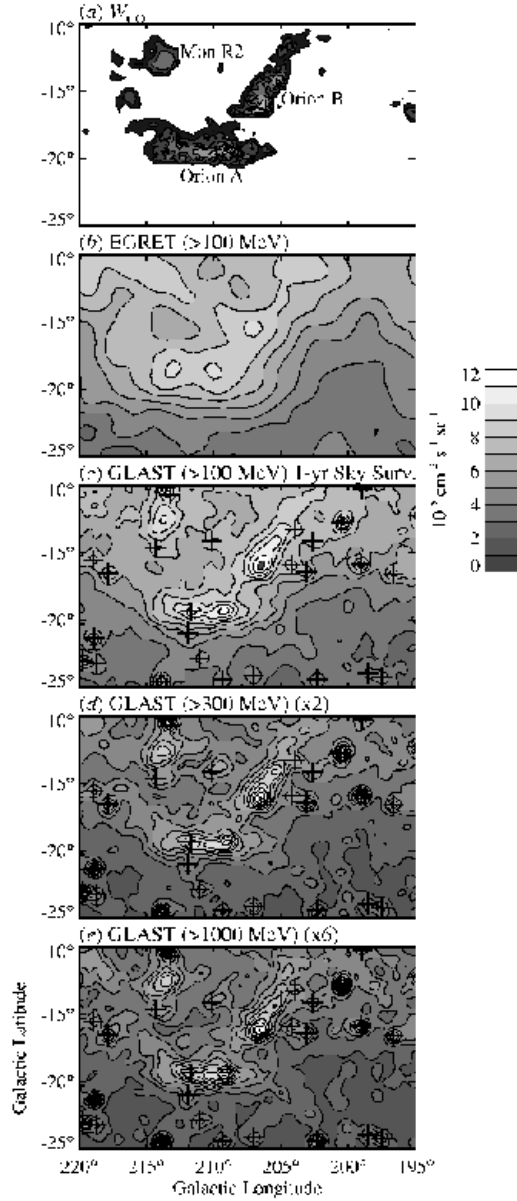 (a) W_CO
10°
Mon R2
-15°
Orion B
-20°
Orion A
-25°
(b) EGRET (>100 MeV)
10°
-15°
-20°
-25°
(c) GLAST (>100 MeV) 1-yr Sky Surv.
10°
-15°
-20°
-25°
(d) GLAST (>300 MeV) (x2)
10°
-15°
-20°
-25°
(e) GLAST (>1000 MeV) (x6)
10°
-15°
-20°
-25°
220° 215° 210° 205° 200° 195°
Galactic Longitude
Galactic Latitude
12
10
8
6
4
2
0
10⁻⁵ cm⁻² s⁻¹ sr⁻¹